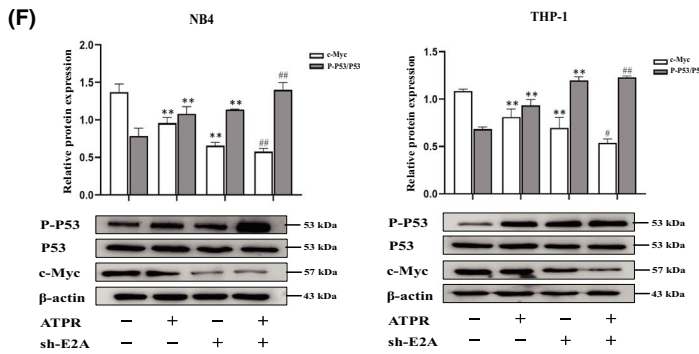 (F)
NB4
Relative protein expression
2.0
1.5
1.0
0.5
0.0
c-Myc
P-P53/P53
** ** ** ** ## ##
P-P53 53 kDa
P53 53 kDa
c-Myc 57 kDa
β-actin 43 kDa
ATPR − + − +
sh-E2A − − + +
THP-1
Relative protein expression
1.5
1.0
0.5
0.0
c-Myc
P-P53/P5
** ** ** ** # ##
P-P53 53 kDa
P53 53 kDa
c-Myc 57 kDa
β-actin 43 kDa
ATPR − + − +
sh-E2A − − + +